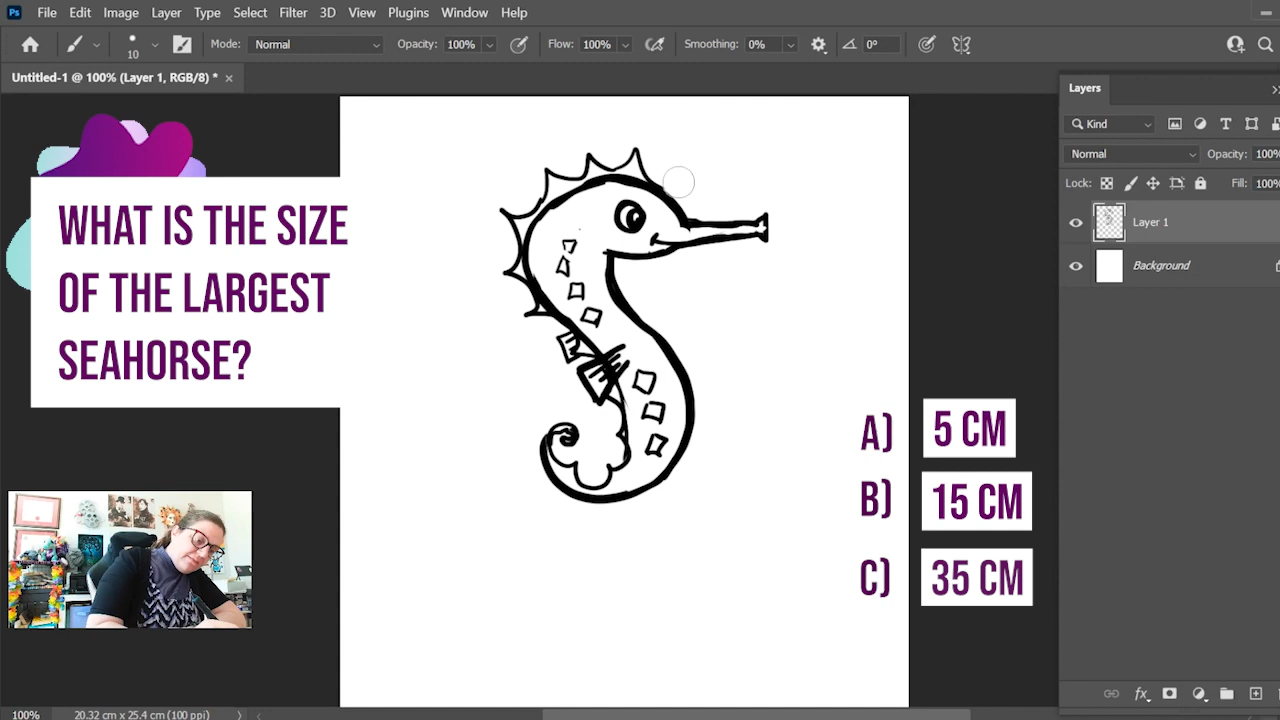 Ps File Edit Image Layer Type Select Filter 3D View Plugins Window Help
10 Mode: Normal Opacity: 100% Flow: 100% Smoothing: 0% 0°
Untitled-1 @ 100% (Layer 1, RGB/8) * ×
WHAT IS THE SIZE
OF THE LARGEST
SEAHORSE?
A) 5 CM
B) 15 CM
C) 35 CM
Layers
Kind
Normal Opacity: 100%
Lock: Fill: 100%
Layer 1
Background
fx
100% 20.32 cm x 25.4 cm (100 ppi)